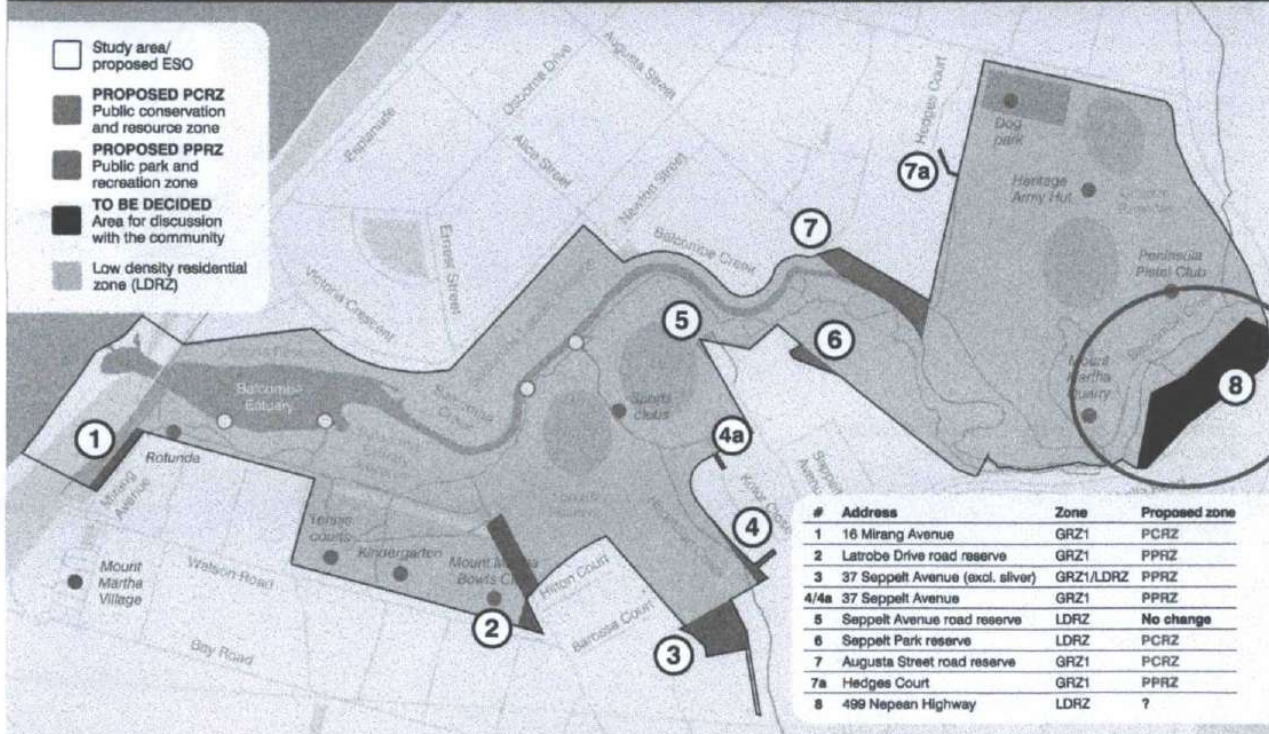 Study area/
proposed ESO
PROPOSED PCRZ
Public conservation
and resource zone
PROPOSED PPRZ
Public park and
recreation zone
TO BE DECIDED
Area for discussion
with the community
Low density residential
zone (LDRZ)
Esplanade
Osborne Drive
Augusta Street
Alice Street
Newton Street
Ernest Street
Victoria Crescent
Balcombe Creek
Hedges Court
7a
Dog
park
Heritage
Army Hut
Peninsula
Pistol Club
7
5
6
8
Mount
Martha
Quarry
Balcombe
Estuary
Sports
clubs
1
Rotunda
Mirang
Avenue
4a
4
Seppelt
Avenue
Tennis
courts
Kindergarten
Mount Martha
Bowls Club
Mount
Martha
Village
Watson Road
Bay Road
2
Hinton Court
Barossa Court
3
# Address Zone Proposed zone
1 16 Mirang Avenue GRZ1 PCRZ
2 Latrobe Drive road reserve GRZ1 PPRZ
3 37 Seppelt Avenue (excl. sliver) GRZ1/LDRZ PPRZ
4/4a 37 Seppelt Avenue GRZ1 PPRZ
5 Seppelt Avenue road reserve LDRZ No change
6 Seppelt Park reserve LDRZ PCRZ
7 Augusta Street road reserve GRZ1 PCRZ
7a Hedges Court GRZ1 PPRZ
8 499 Nepean Highway LDRZ ?